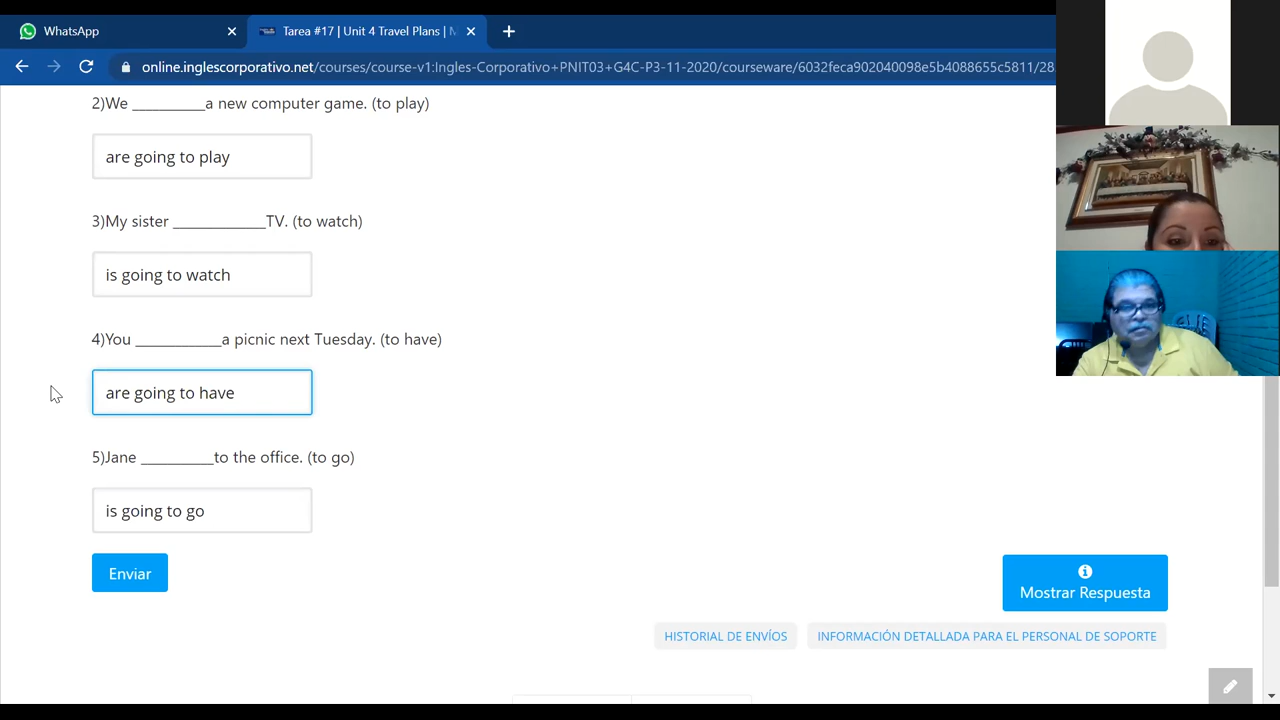 WhatsApp
Tarea #17 | Unit 4 Travel Plans |
online.inglescorporativo.net/courses/course-v1:Ingles-Corporativo+PNIT03+G4C-P3-11-2020/courseware/6032feca902040098e5b4088655c5811/28
2)We __________a new computer game. (to play)
are going to play
3)My sister _____________TV. (to watch)
is going to watch
4)You ____________a picnic next Tuesday. (to have)
are going to have
5)Jane __________to the office. (to go)
is going to go
Enviar
Mostrar Respuesta
HISTORIAL DE ENVÍOS
INFORMACIÓN DETALLADA PARA EL PERSONAL DE SOPORTE